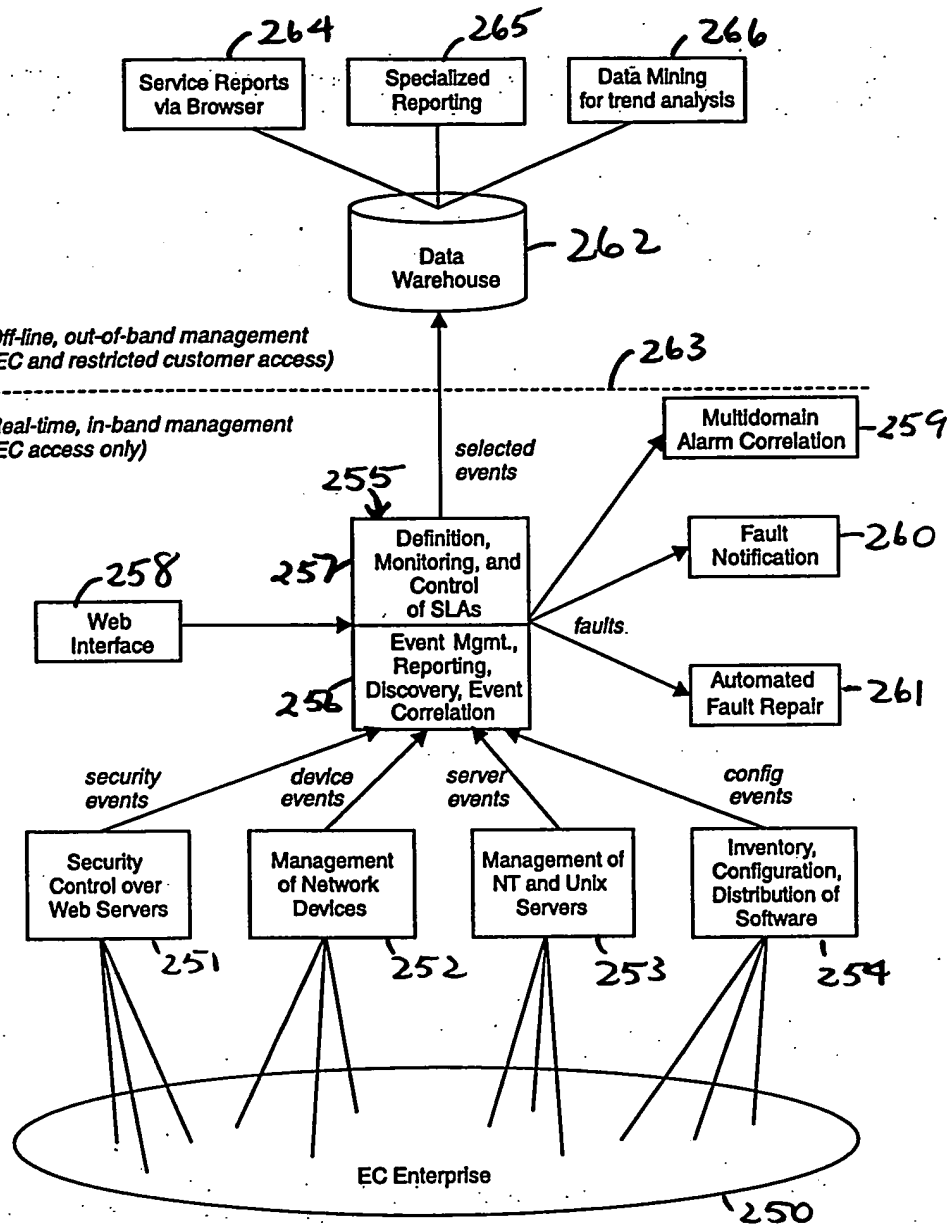 264
265
266
Service Reports
via Browser
Specialized
Reporting
Data Mining
for trend analysis
Data
Warehouse
262
ff-line, out-of-band management
EC and restricted customer access)
263
eal-time, in-band management
EC access only)
selected
events
Multidomain
Alarm Correlation
259
255
257
Definition,
Monitoring, and
Control
of SLAs
Fault
Notification
260
258
Web
Interface
faults.
256
Event Mgmt.,
Reporting,
Discovery, Event
Correlation
Automated
Fault Repair
261
security
events
device
events
server
events
config
events
Security
Control over
Web Servers
Management
of Network
Devices
Management of
NT and Unix
Servers
Inventory,
Configuration,
Distribution of
Software
251
252
253
254
EC Enterprise
250